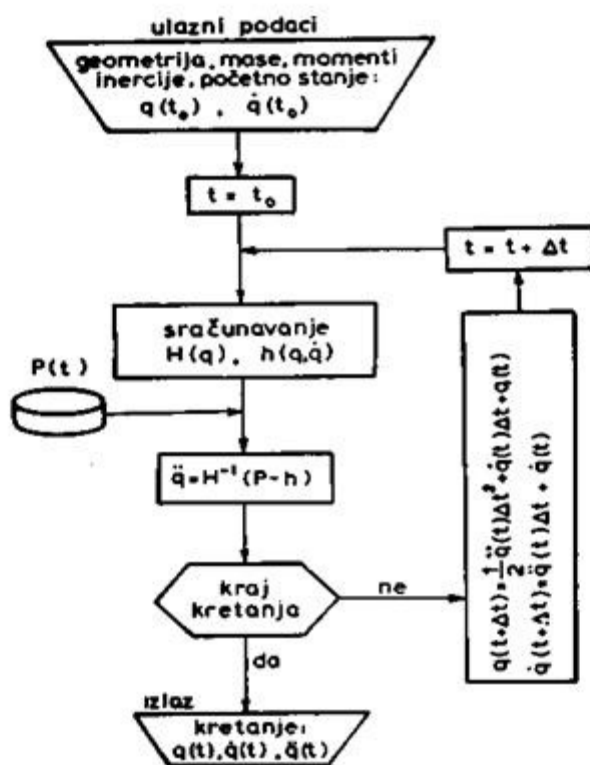 ulazni podaci
geometrija, mase, momenti
inercije, početno stanje:
q(t₀) , q̇(t₀)
t = t₀
t = t + Δt
sračunavanje
H(q), h(q,q̇)
P(t)
q̈=H⁻¹(P-h)
kraj
kretanja
ne
q(t+Δt)=½q̈(t)Δt²+q̇(t)Δt+q(t)
q̇(t+Δt)=q̈(t)Δt + q̇(t)
da
izlaz
kretanje:
q(t),q̇(t),q̈(t)